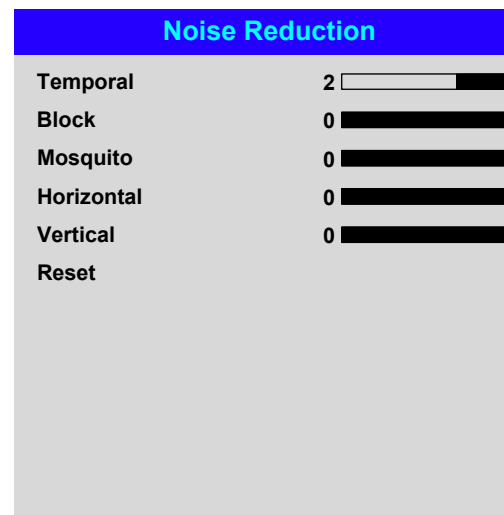 Noise Reduction
Temporal 2
Block 0
Mosquito 0
Horizontal 0
Vertical 0
Reset